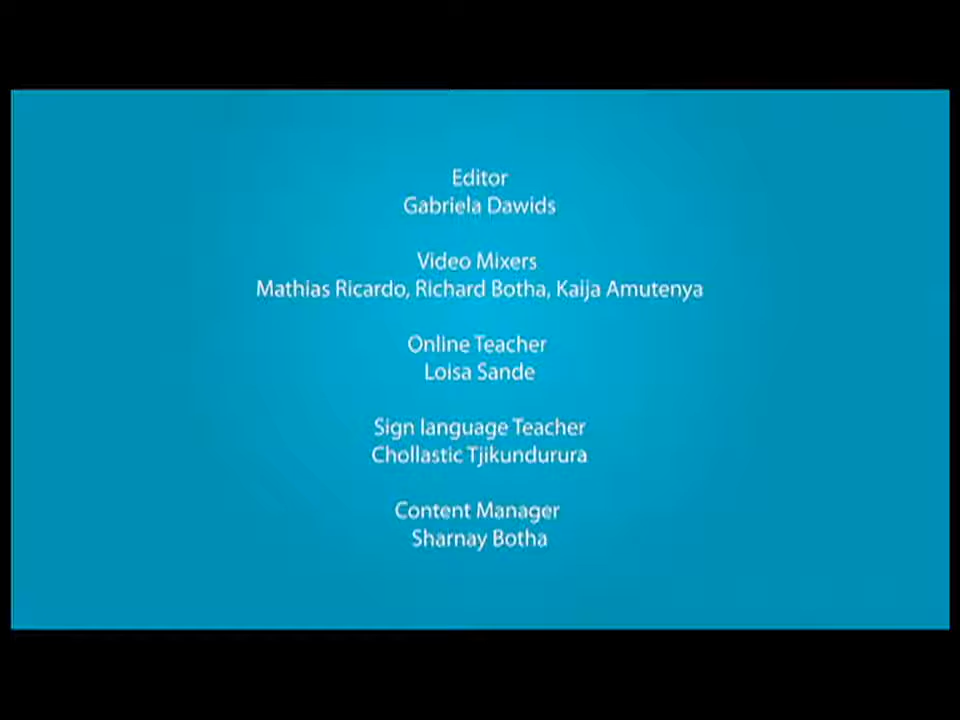 Editor
Gabriela Dawids
Video Mixers
Mathias Ricardo, Richard Botha, Kaija Amutenya
Online Teacher
Loisa Sande
Sign language Teacher
Chollastic Tjikundurura
Content Manager
Sharnay Botha